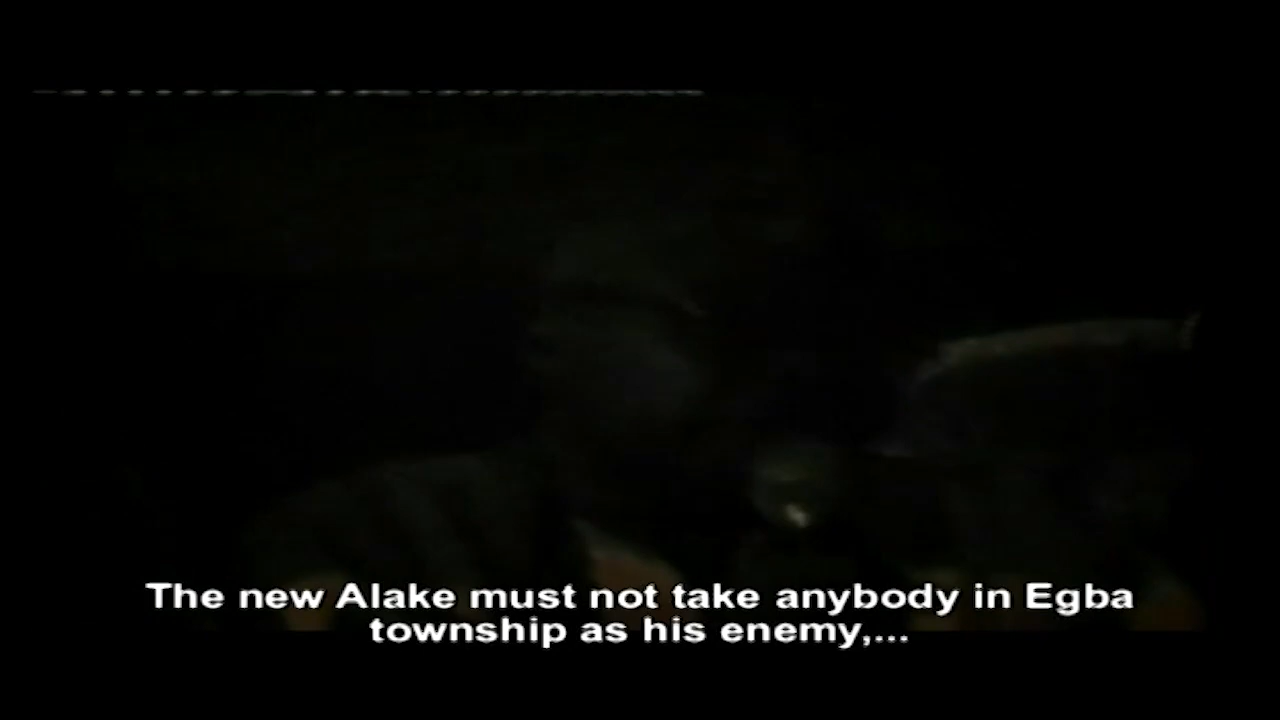 The new Alake must not take anybody in Egba
township as his enemy,...